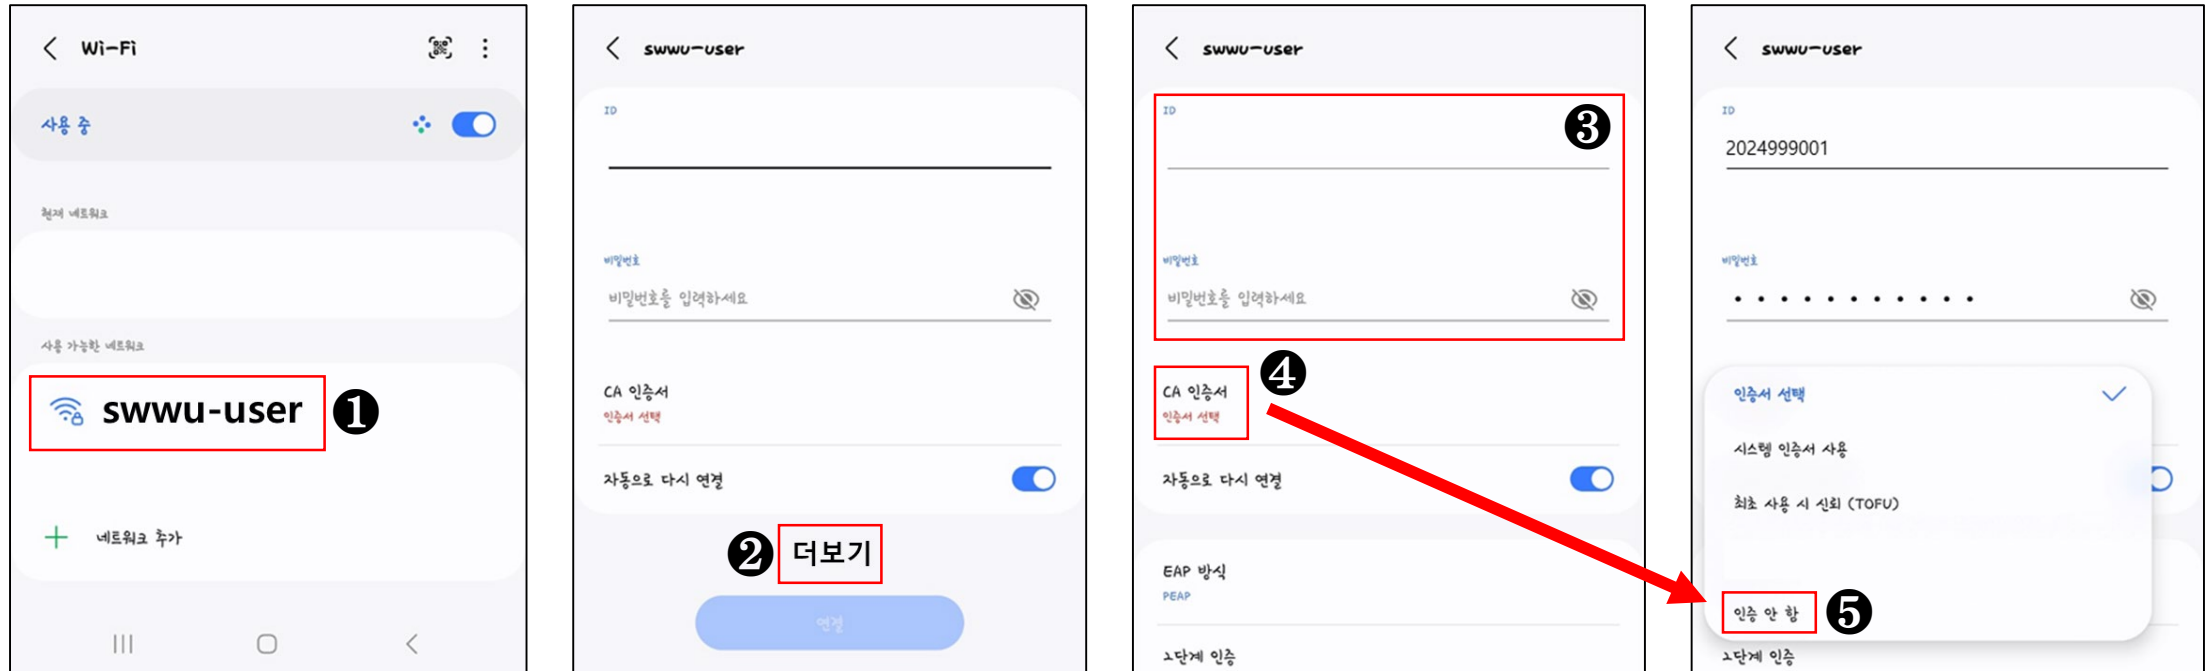 Wi-Fi
사용 중
현재 네트워크
사용 가능한 네트워크
swwu-user
❶
네트워크 추가
swwu-user
ID
비밀번호
비밀번호를 입력하세요
CA 인증서
인증서 선택
자동으로 다시 연결
❷ 더보기
연결
swwu-user
ID
❸
비밀번호
비밀번호를 입력하세요
❹
CA 인증서
인증서 선택
자동으로 다시 연결
EAP 방식
PEAP
2단계 인증
swwu-user
ID
2024999001
비밀번호
인증서 선택
시스템 인증서 사용
최초 사용 시 신뢰 (TOFU)
인증 안 함
❺
2단계 인증